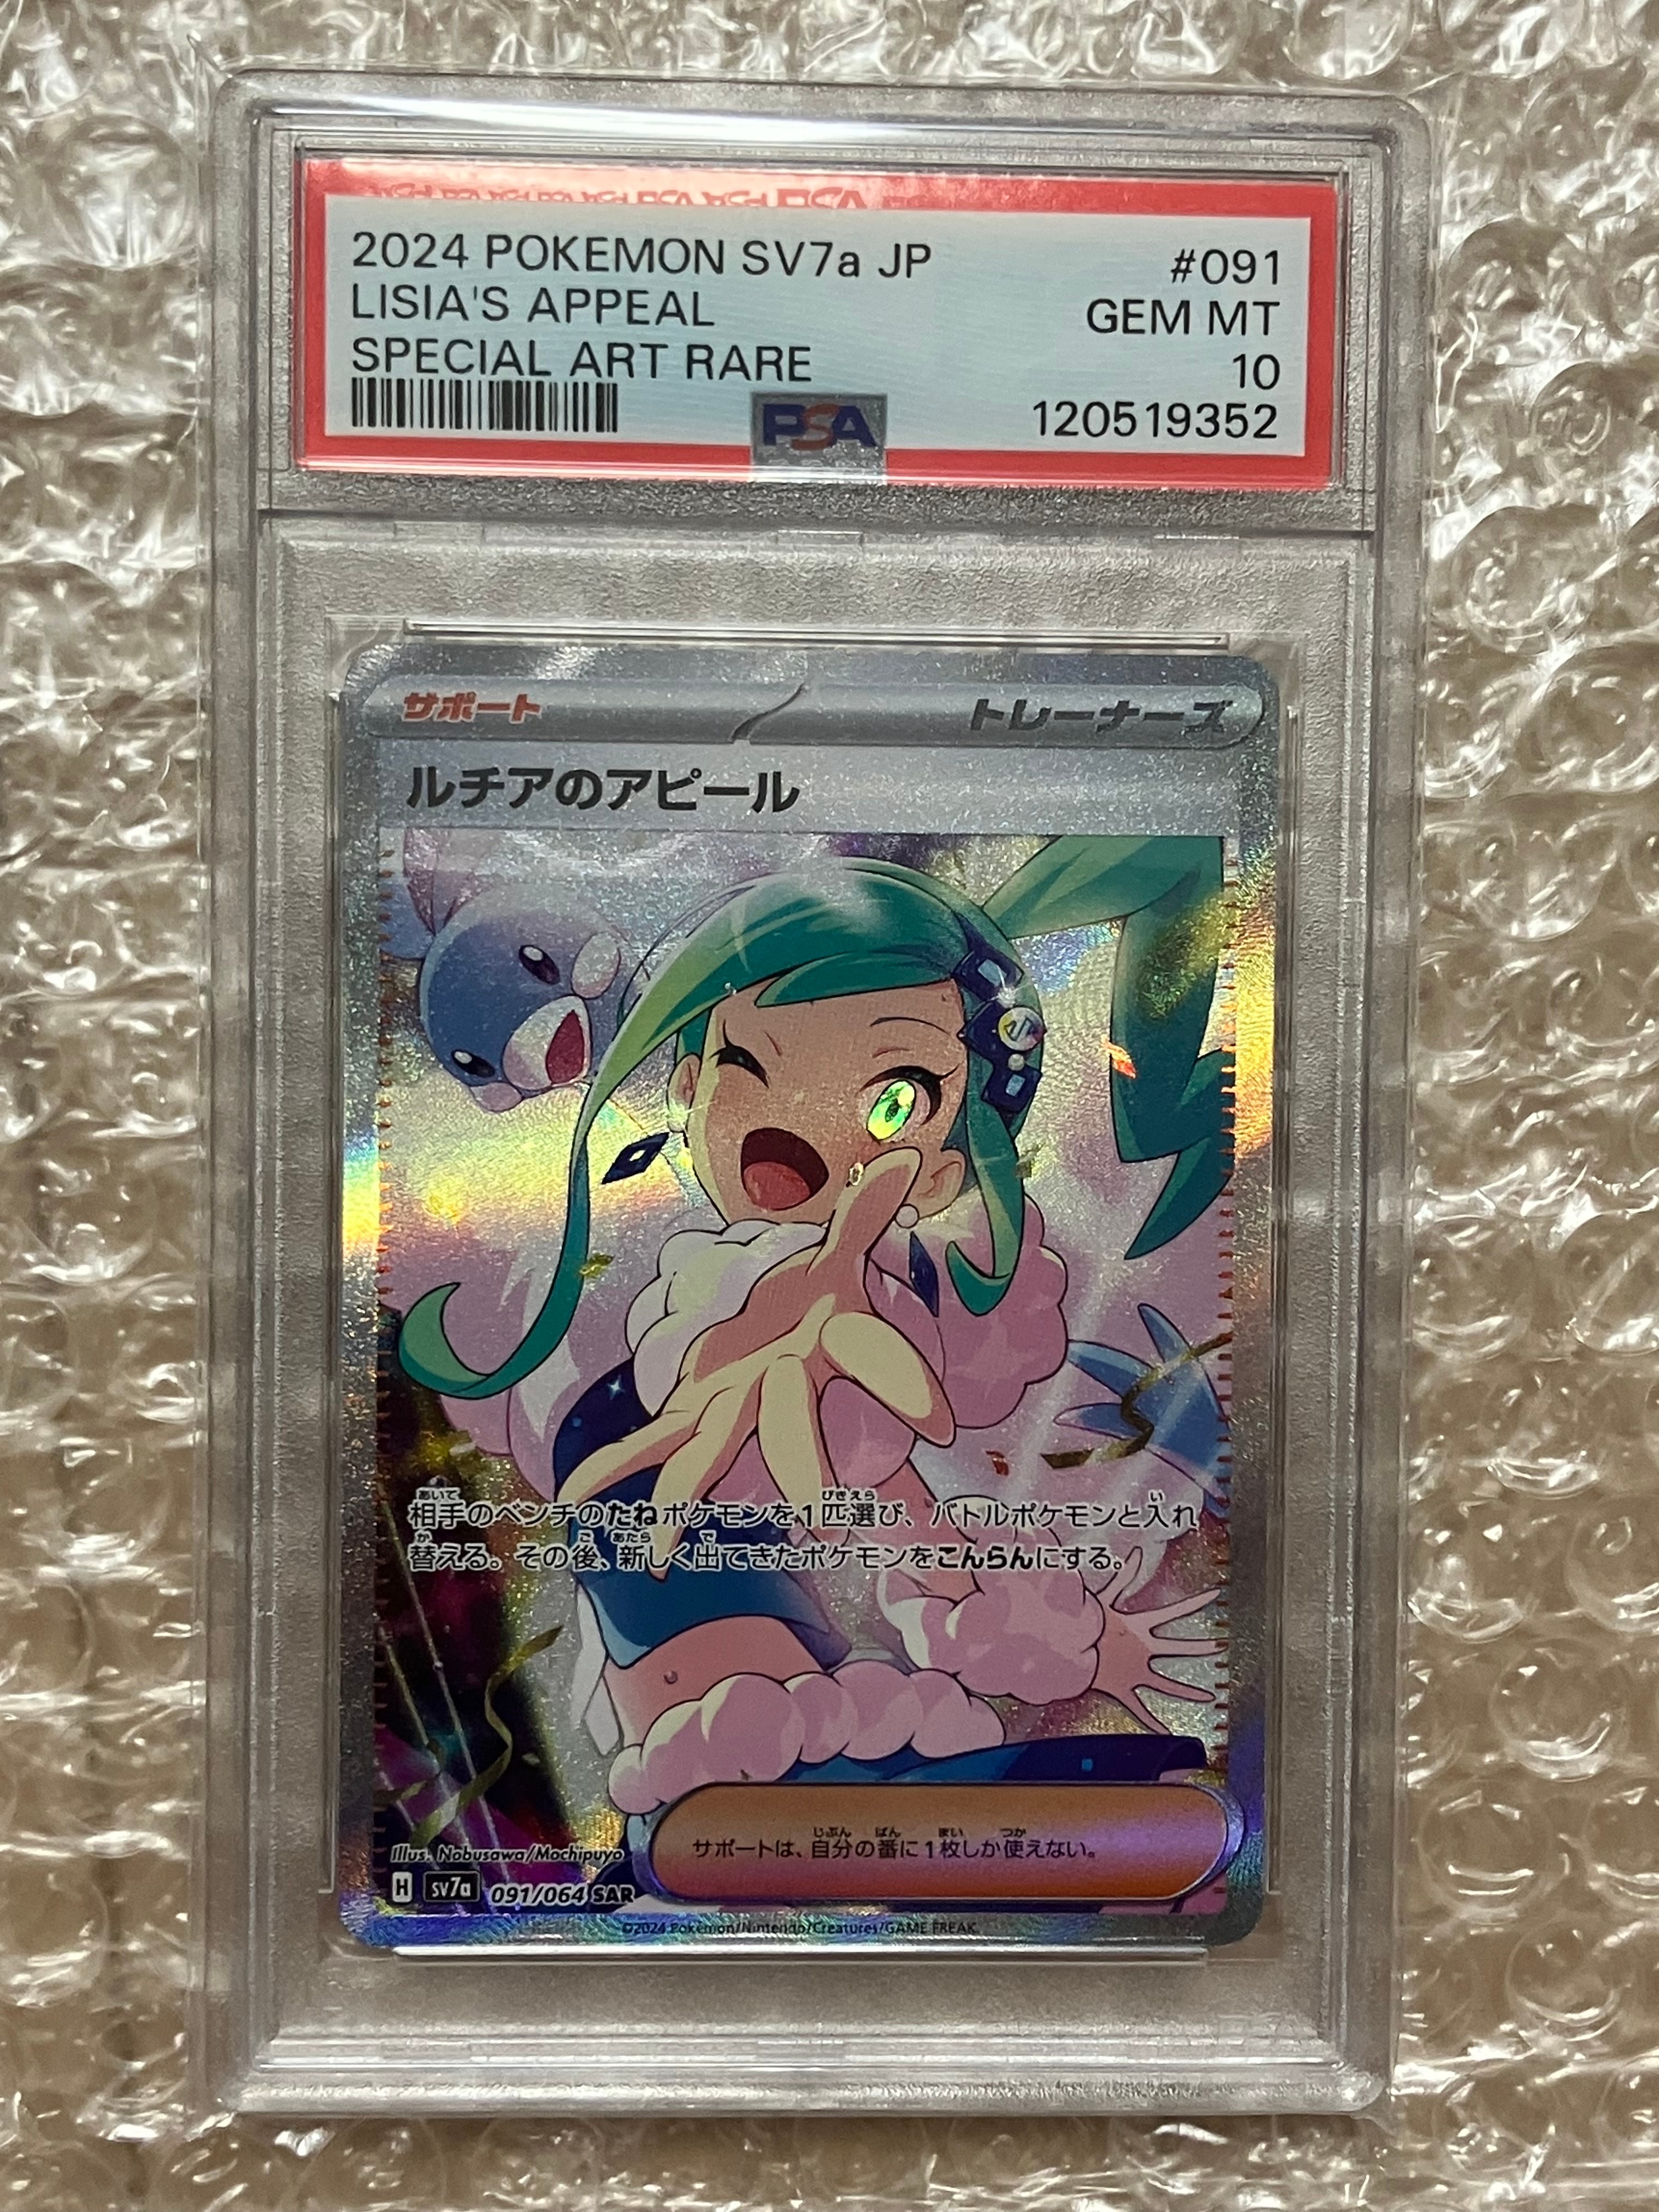 2024 POKEMON SV7a JP #091
LISIA'S APPEAL GEM MT
SPECIAL ART RARE 10
PSA 120519352
サポート トレーナーズ
ルチアのアピール
相手のベンチのたねポケモンを1匹選び、バトルポケモンと入れ
替える。その後、新しく出てきたポケモンをこんらんにする。
サポートは、自分の番に1枚しか使えない。
Illus. Nobusawa/Mochipuyo
H sv7a 091/064 SAR
©2024 Pokémon/Nintendo/Creatures/GAME FREAK